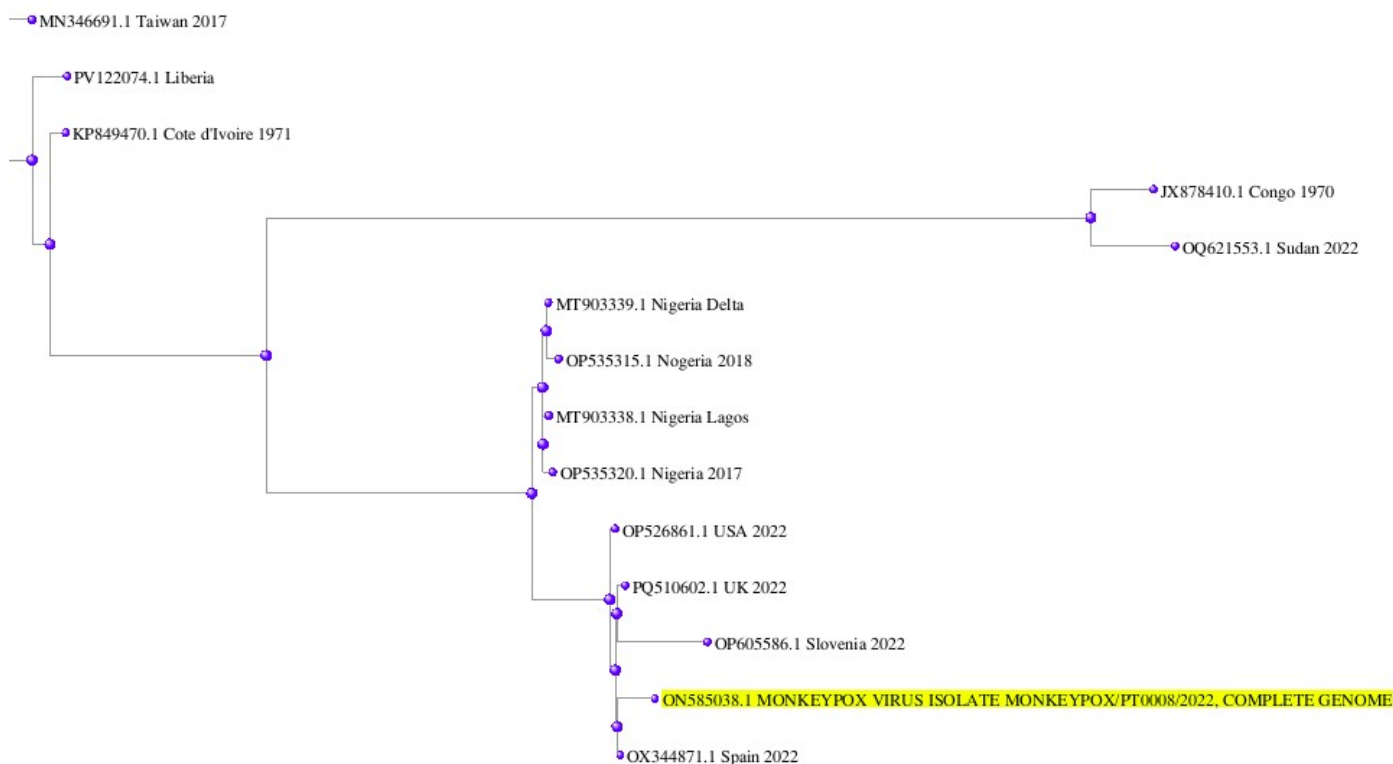 MN346691.1 Taiwan 2017
PV122074.1 Liberia
KP849470.1 Cote d'Ivoire 1971
JX878410.1 Congo 1970
OQ621553.1 Sudan 2022
MT903339.1 Nigeria Delta
OP535315.1 Nogeria 2018
MT903338.1 Nigeria Lagos
OP535320.1 Nigeria 2017
OP526861.1 USA 2022
PQ510602.1 UK 2022
OP605586.1 Slovenia 2022
ON585038.1 MONKEYPOX VIRUS ISOLATE MONKEYPOX/PT0008/2022, COMPLETE GENOME
OX344871.1 Spain 2022